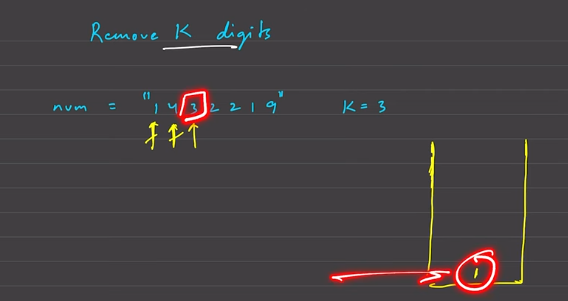 Remove K digits
num = "1 4 3 2 2 1 9" K = 3
1